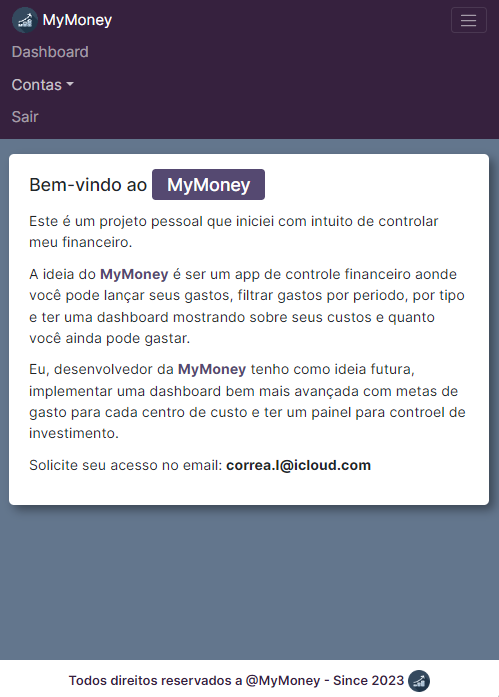 MyMoney
Dashboard
Contas
Sair
Bem-vindo ao MyMoney
Este é um projeto pessoal que iniciei com intuito de controlar
meu financeiro.
A ideia do MyMoney é ser um app de controle financeiro aonde
você pode lançar seus gastos, filtrar gastos por periodo, por tipo
e ter uma dashboard mostrando sobre seus custos e quanto
você ainda pode gastar.
Eu, desenvolvedor da MyMoney tenho como ideia futura,
implementar uma dashboard bem mais avançada com metas de
gasto para cada centro de custo e ter um painel para controel de
investimento.
Solicite seu acesso no email: correa.l@icloud.com
Todos direitos reservados a @MyMoney - Since 2023